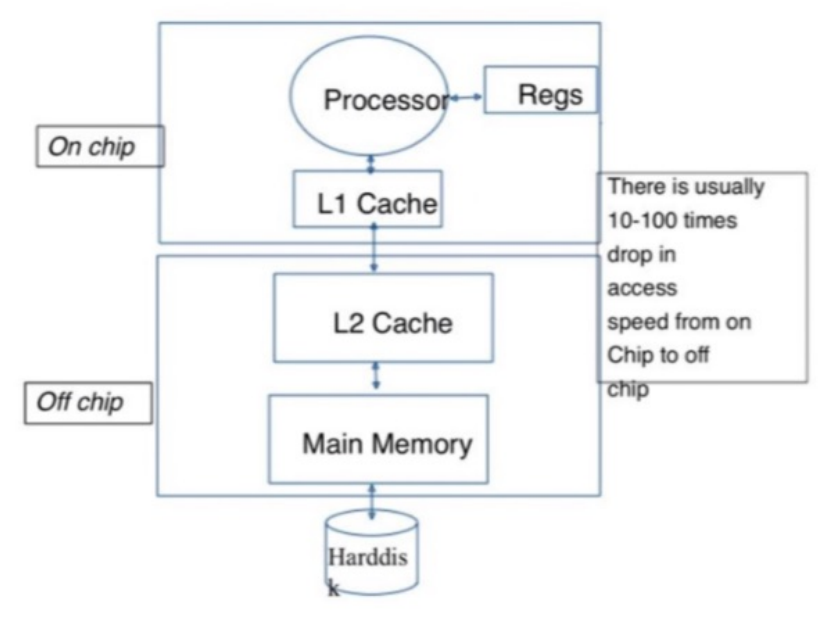 Processor
Regs
On chip
L1 Cache
There is usually
10-100 times
drop in
access
speed from on
Chip to off
chip
L2 Cache
Off chip
Main Memory
Harddis
k